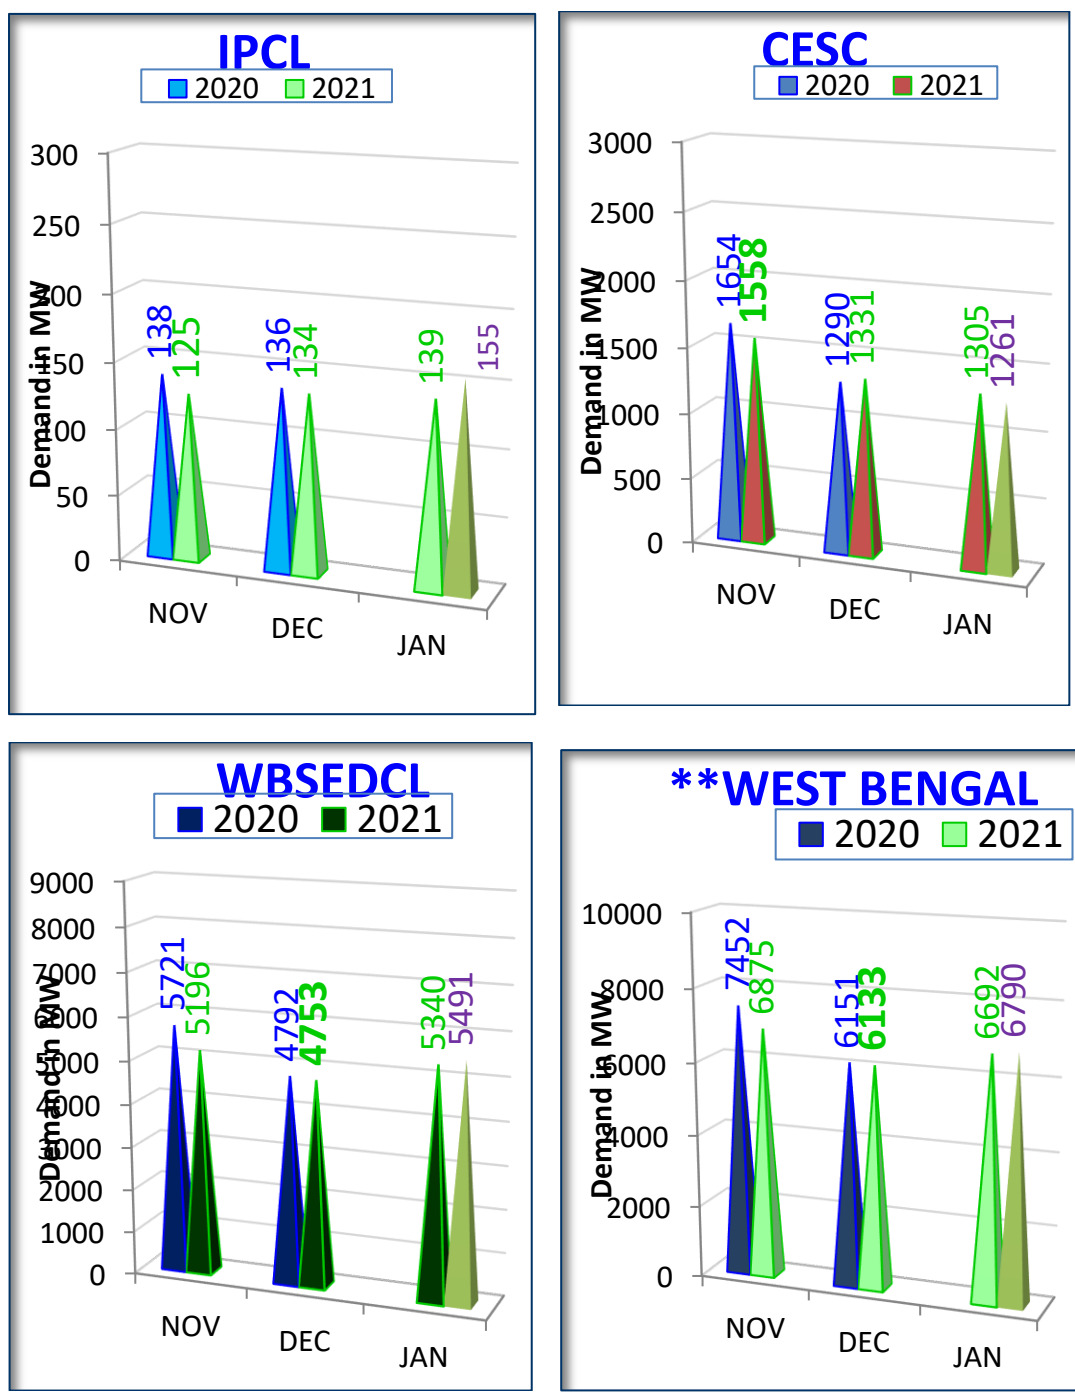 IPCL
2020 2021
300
250
200
150
100
50
0
Demand in MW
138
125
136
134
139
155
NOV
DEC
JAN
CESC
2020 2021
3000
2500
2000
1500
1000
500
0
Demand in MW
1654
1558
1290
1331
1305
1261
NOV
DEC
JAN
WBSEDCL
2020 2021
9000
8000
7000
6000
5000
4000
3000
2000
1000
0
Demand in MW
5721
5196
4792
4753
5340
5491
NOV
DEC
JAN
**WEST BENGAL
2020 2021
10000
8000
6000
4000
2000
0
Demand in MW
7452
6875
6151
6133
6692
6790
NOV
DEC
JAN